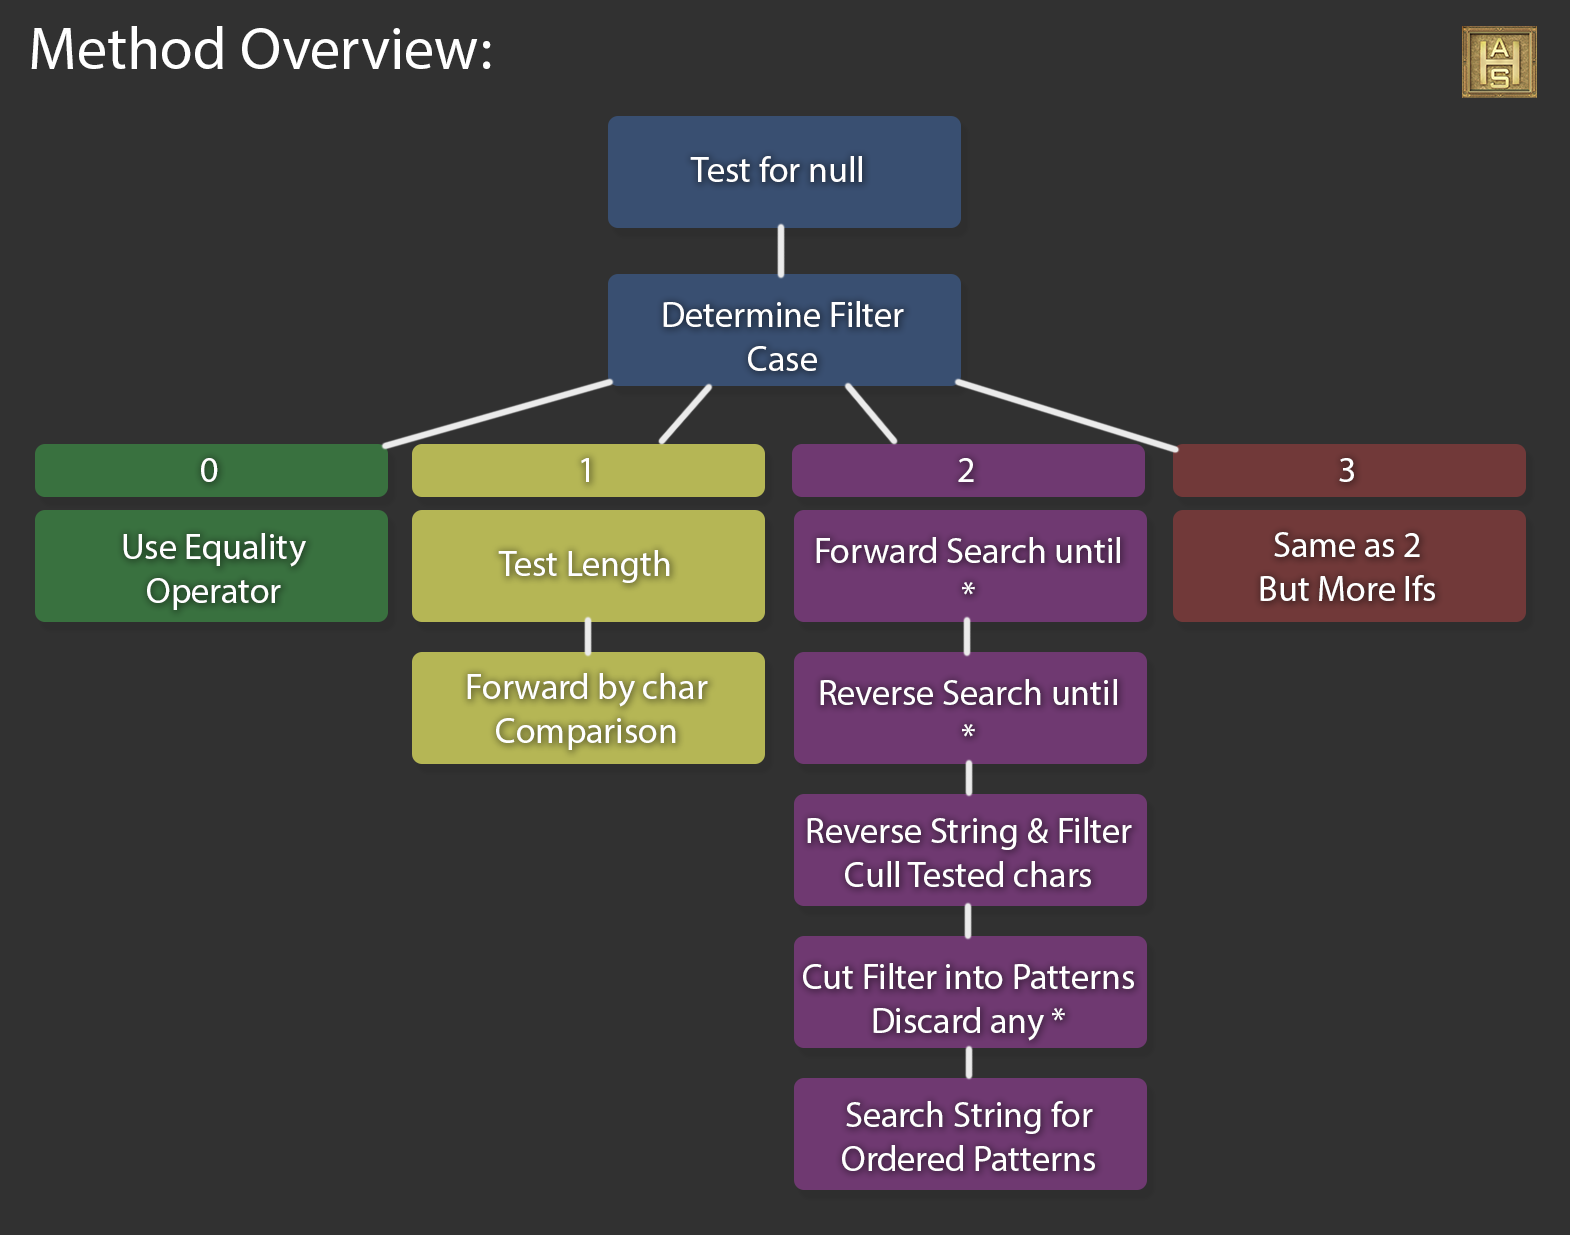 Method Overview:
HAS
Test for null
Determine Filter
Case
0
1
2
3
Use Equality
Operator
Test Length
Forward Search until
*
Same as 2
But More Ifs
Forward by char
Comparison
Reverse Search until
*
Reverse String & Filter
Cull Tested chars
Cut Filter into Patterns
Discard any *
Search String for
Ordered Patterns